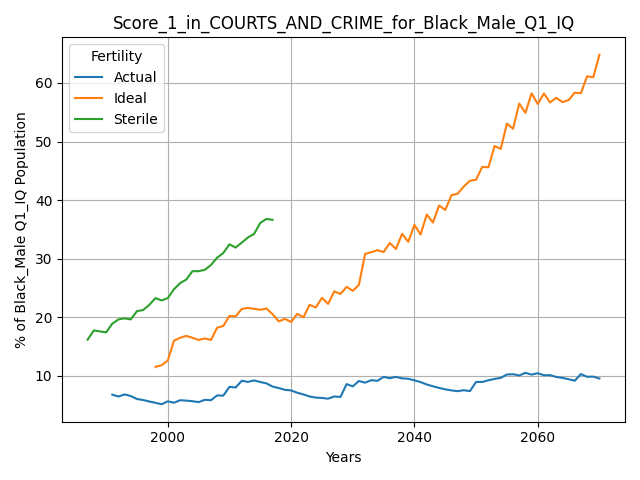 Score_1_in_COURTS_AND_CRIME_for_Black_Male_Q1_IQ
Fertility
Actual
Ideal
Sterile
% of Black_Male Q1_IQ Population
60
50
40
30
20
10
2000
2020
2040
2060
Years